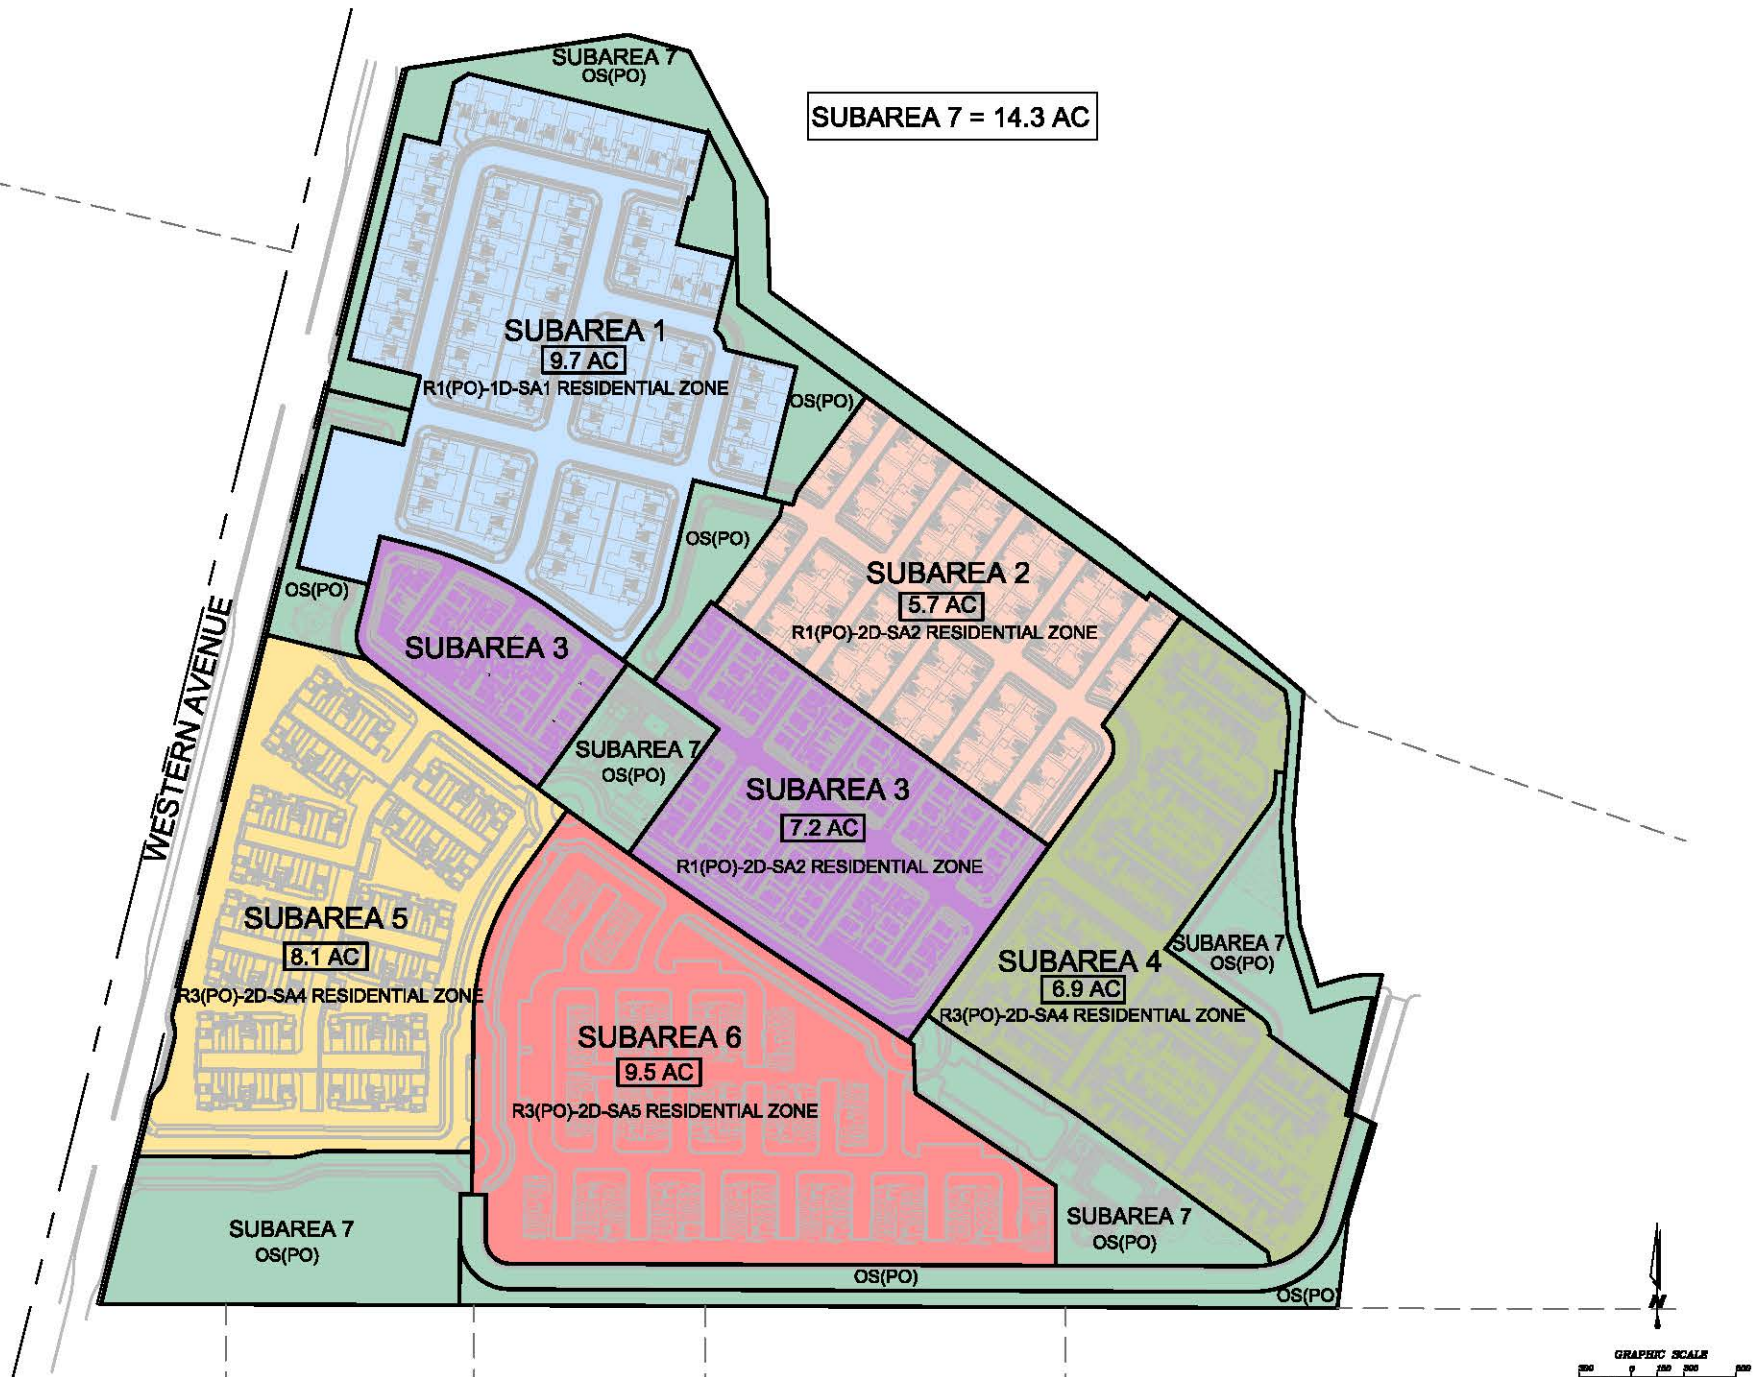 SUBAREA 7
OS(PO)
SUBAREA 7 = 14.3 AC
SUBAREA 1
9.7 AC
R1(PO)-1D-SA1 RESIDENTIAL ZONE
OS(PO)
OS(PO)
SUBAREA 2
5.7 AC
R1(PO)-2D-SA2 RESIDENTIAL ZONE
OS(PO)
WESTERN AVENUE
SUBAREA 3
SUBAREA 7
OS(PO)
SUBAREA 3
7.2 AC
R1(PO)-2D-SA2 RESIDENTIAL ZONE
SUBAREA 5
8.1 AC
R3(PO)-2D-SA4 RESIDENTIAL ZONE
SUBAREA 4
6.9 AC
R3(PO)-2D-SA4 RESIDENTIAL ZONE
SUBAREA 7
OS(PO)
SUBAREA 6
9.5 AC
R3(PO)-2D-SA5 RESIDENTIAL ZONE
SUBAREA 7
OS(PO)
SUBAREA 7
OS(PO)
OS(PO)
OS(PO)
N
GRAPHIC SCALE
0